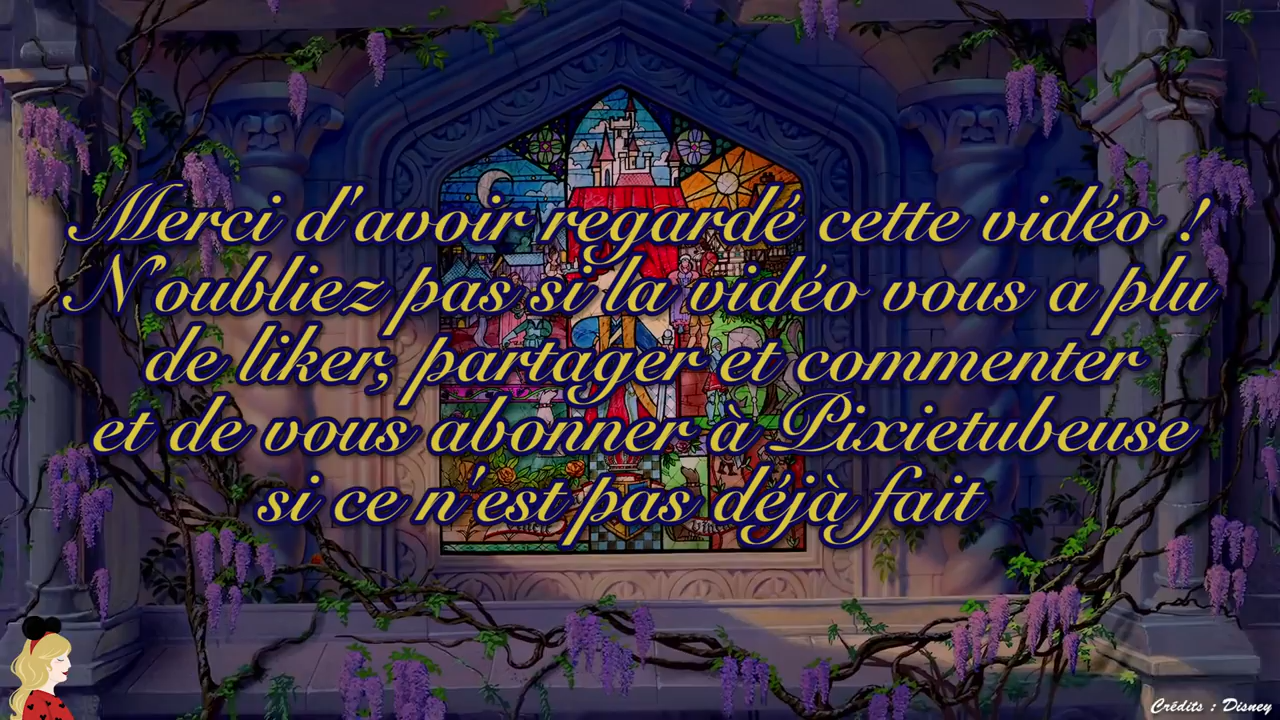 Merci d'avoir regardé cette vidéo !
N'oubliez pas si la vidéo vous a plu
de liker, partager et commenter
et de vous abonner à Pixietubeuse
si ce n'est pas déjà fait
Crédits : Disney